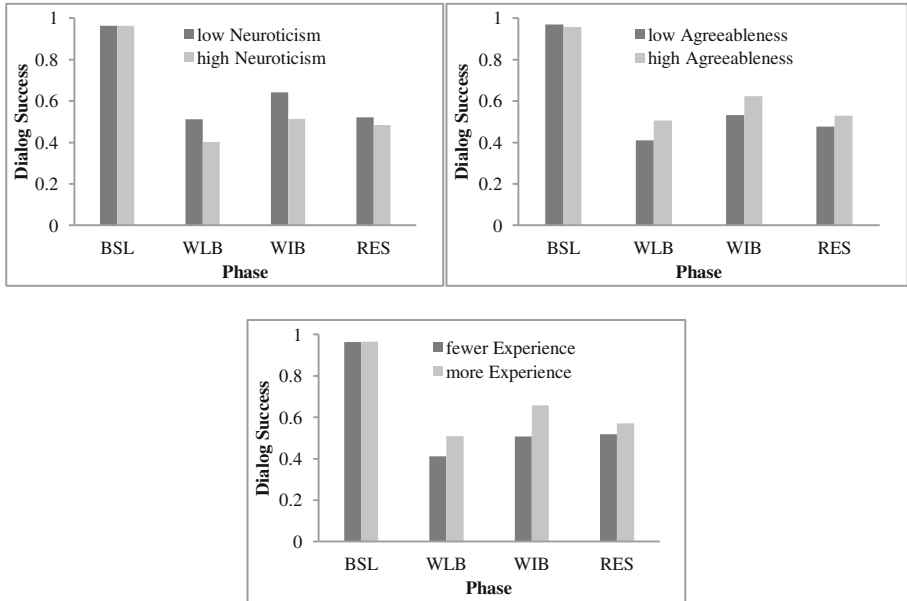 1
0.8
0.6
0.4
0.2
0
Dialog Success
low Neuroticism
high Neuroticism
BSL WLB WIB RES
Phase
1
0.8
0.6
0.4
0.2
0
Dialog Success
low Agreeableness
high Agreeableness
BSL WLB WIB RES
Phase
1
0.8
0.6
0.4
0.2
0
Dialog Success
fewer Experience
more Experience
BSL WLB WIB RES
Phase